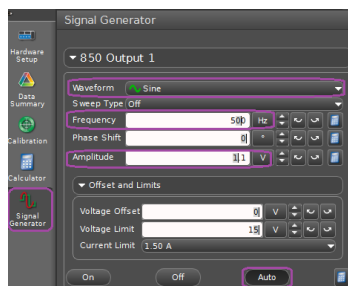 Signal Generator
Hardware
Setup
850 Output 1
Waveform Sine
Data
Summary
Sweep Type Off
Frequency 500 Hz
Phase Shift 0 °
Calibration
Amplitude 1.1 V
Calculator
Offset and Limits
Signal
Generator
Voltage Offset 0 V
Voltage Limit 15 V
Current Limit 1.50 A
On Off Auto